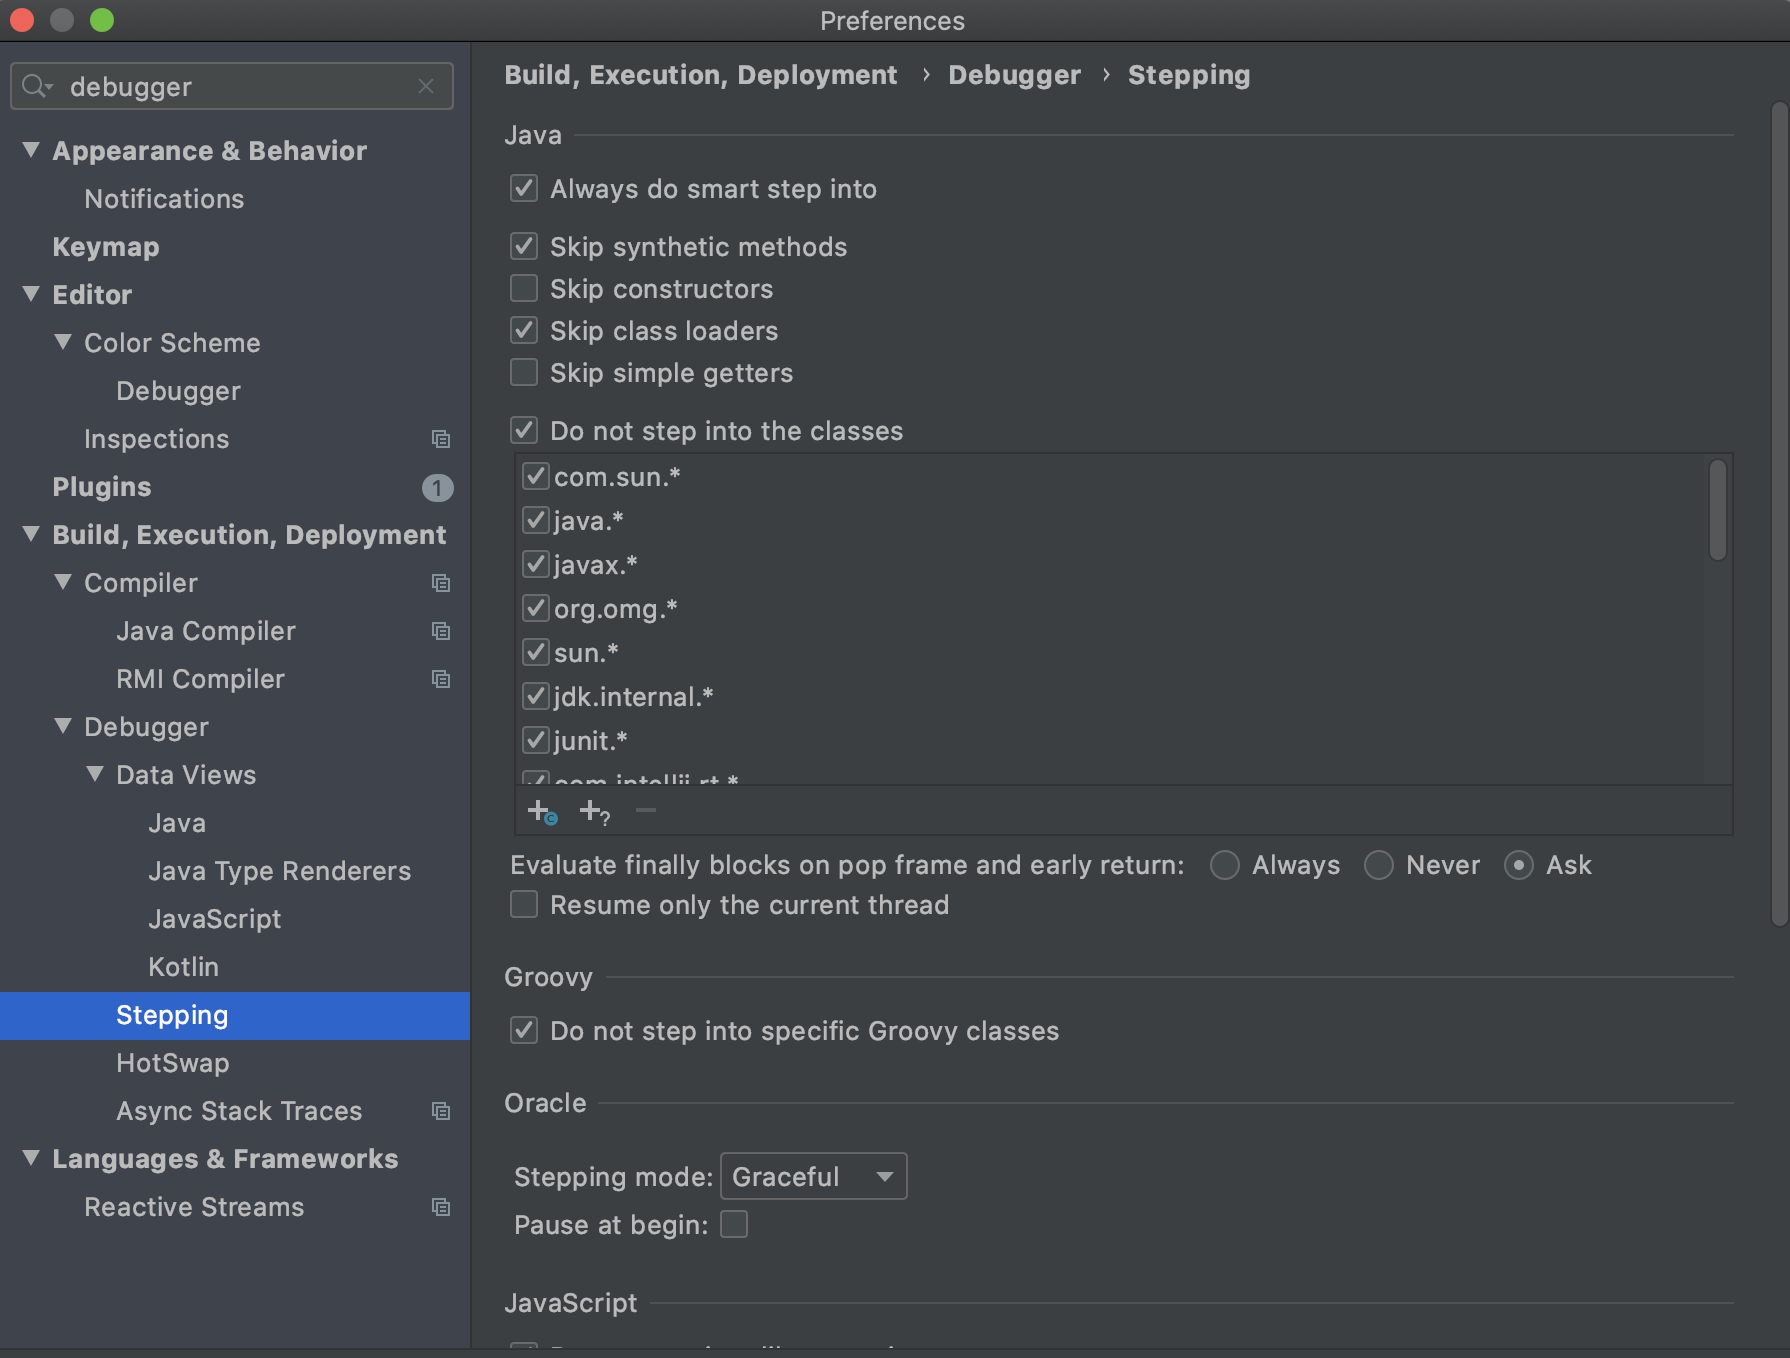 Preferences
debugger
Appearance & Behavior
Notifications
Keymap
Editor
Color Scheme
Debugger
Inspections
Plugins 1
Build, Execution, Deployment
Compiler
Java Compiler
RMI Compiler
Debugger
Data Views
Java
Java Type Renderers
JavaScript
Kotlin
Stepping
HotSwap
Async Stack Traces
Languages & Frameworks
Reactive Streams
Build, Execution, Deployment › Debugger › Stepping
Java
Always do smart step into
Skip synthetic methods
Skip constructors
Skip class loaders
Skip simple getters
Do not step into the classes
com.sun.*
java.*
javax.*
org.omg.*
sun.*
jdk.internal.*
junit.*
com.intellij.rt.*
Evaluate finally blocks on pop frame and early return: Always Never Ask
Resume only the current thread
Groovy
Do not step into specific Groovy classes
Oracle
Stepping mode: Graceful
Pause at begin:
JavaScript